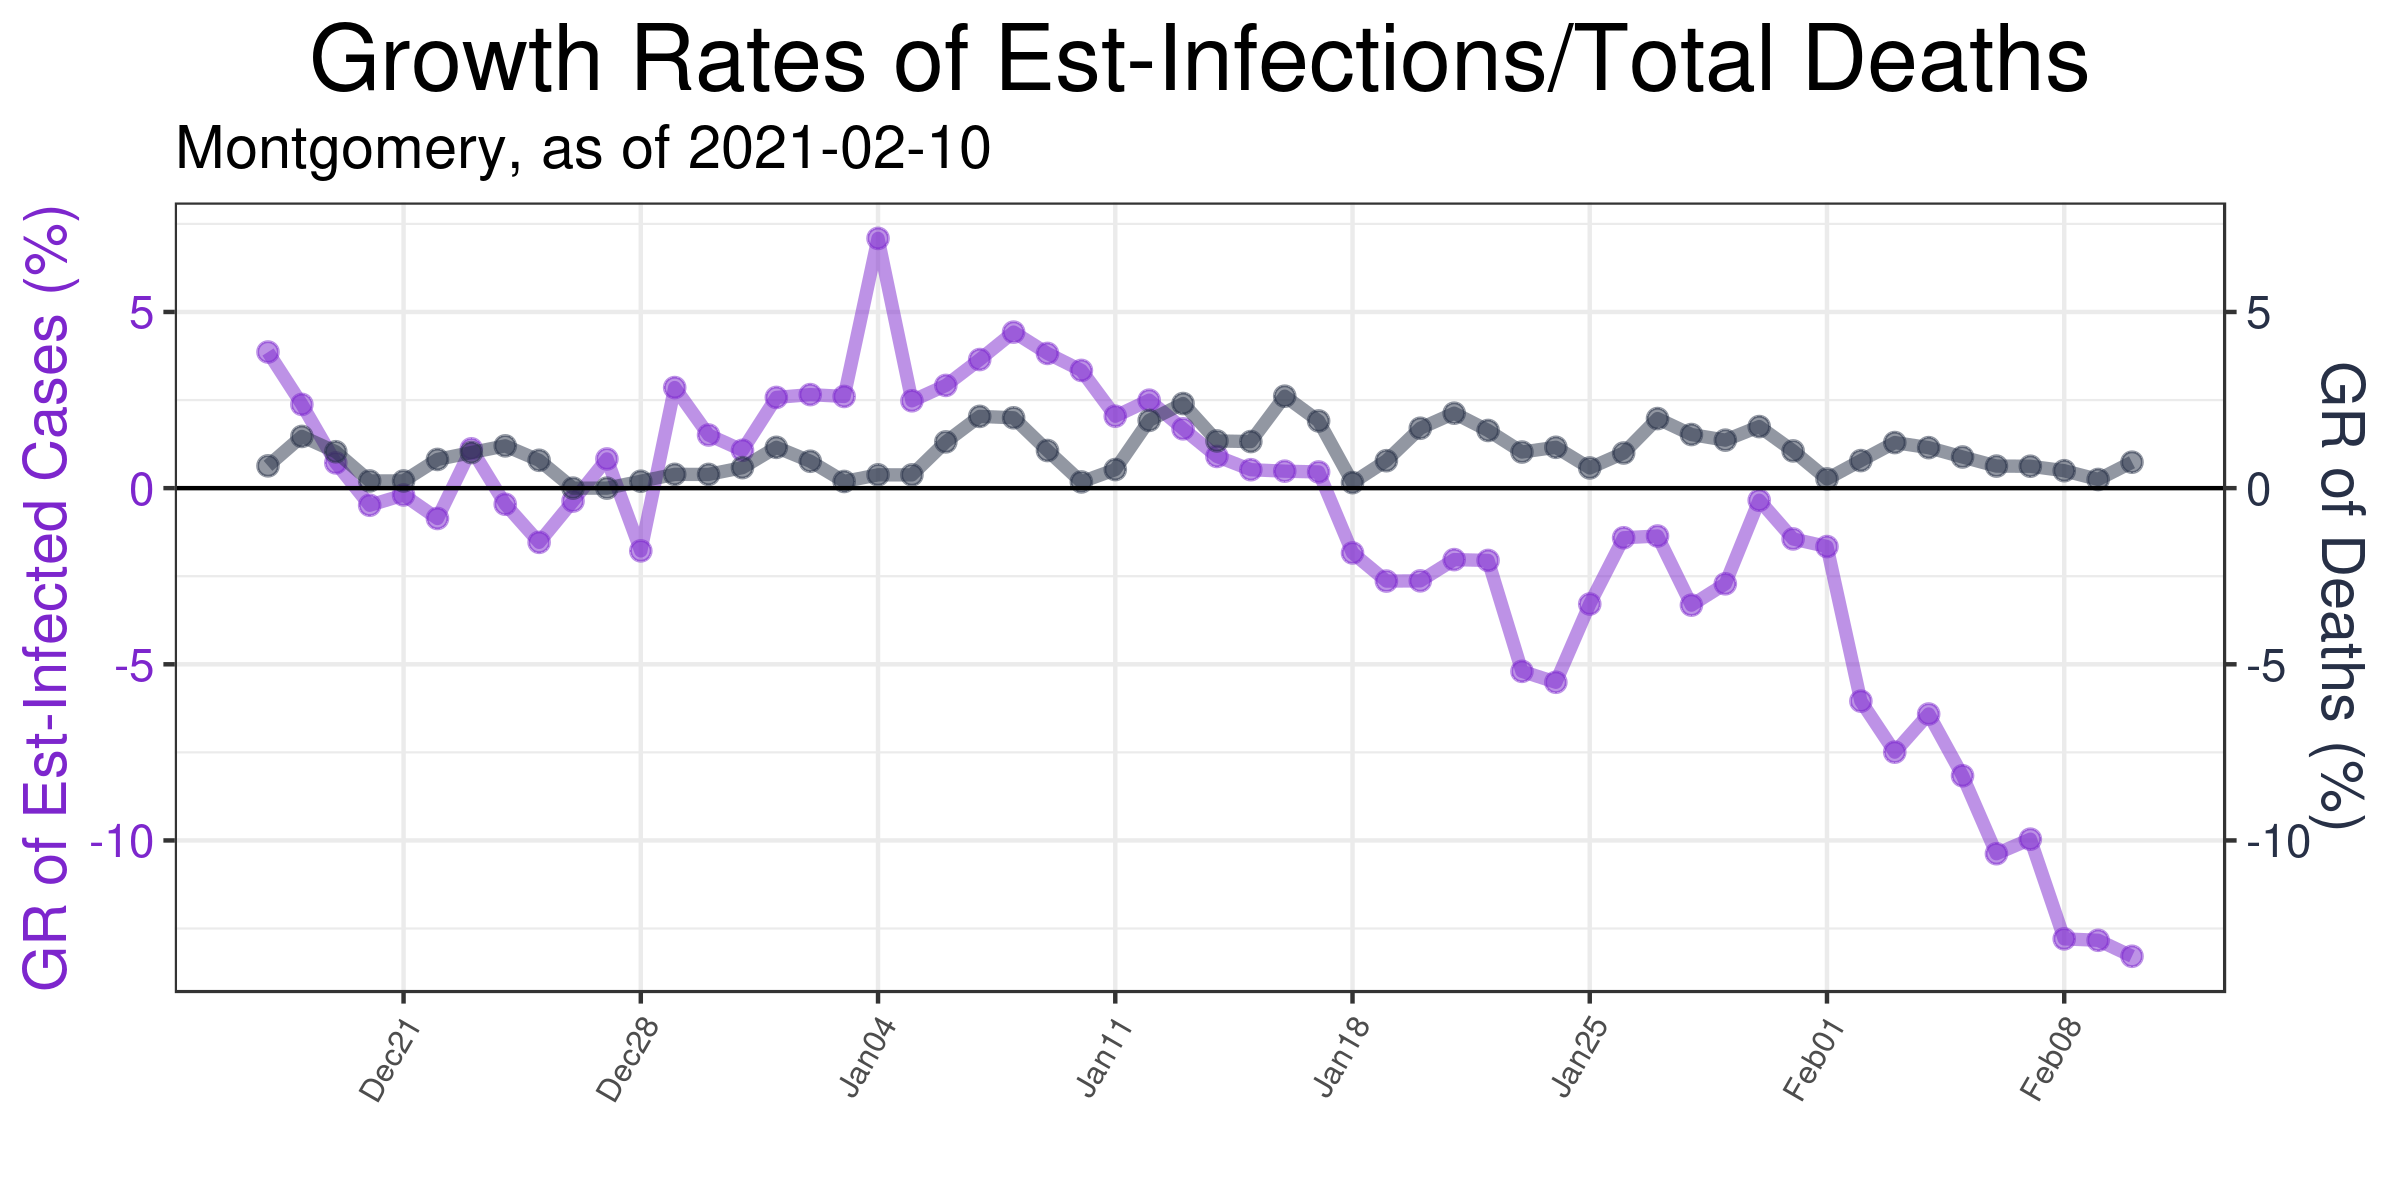 Growth Rates of Est-Infections/Total Deaths
Montgomery, as of 2021-02-10
GR of Est-Infected Cases (%)
5
0
-5
-10
5
0
-5
-10
GR of Deaths (%)
Dec21
Dec28
Jan04
Jan11
Jan18
Jan25
Feb01
Feb08